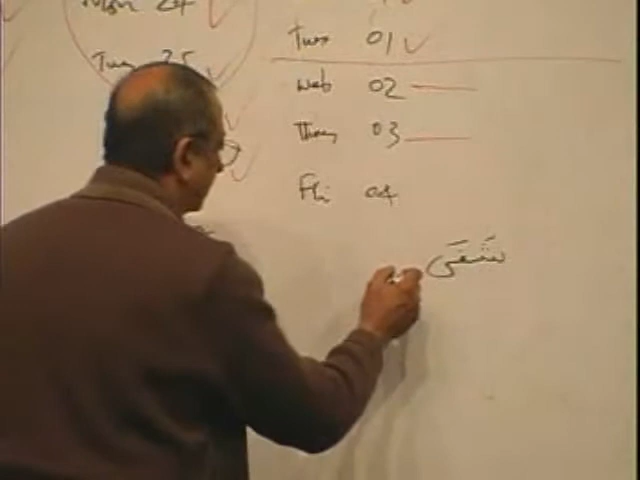 Mon 24
Tues 25
Tues 01
Web 02
Thurs 03
Fri 04
شَفَى